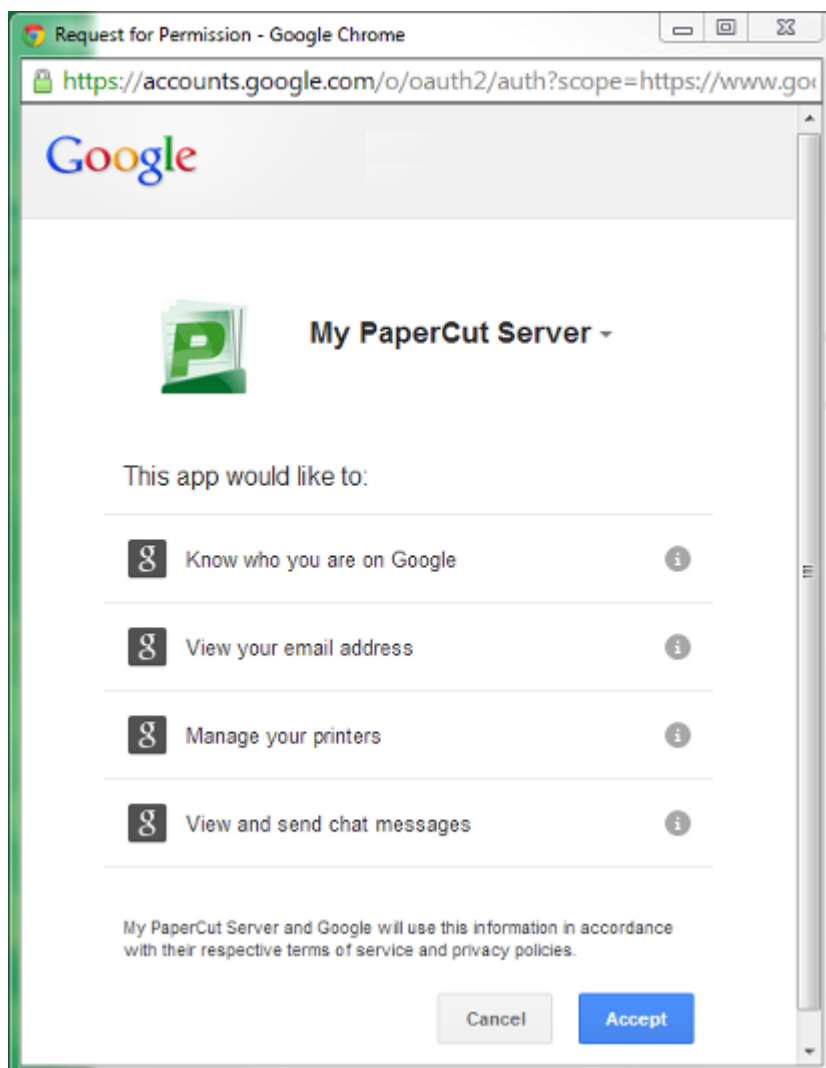 Request for Permission - Google Chrome
https://accounts.google.com/o/oauth2/auth?scope=https://www.goo
Google
P
My PaperCut Server
This app would like to:
g Know who you are on Google i
g View your email address i
g Manage your printers i
g View and send chat messages i
My PaperCut Server and Google will use this information in accordance
with their respective terms of service and privacy policies.
Cancel Accept